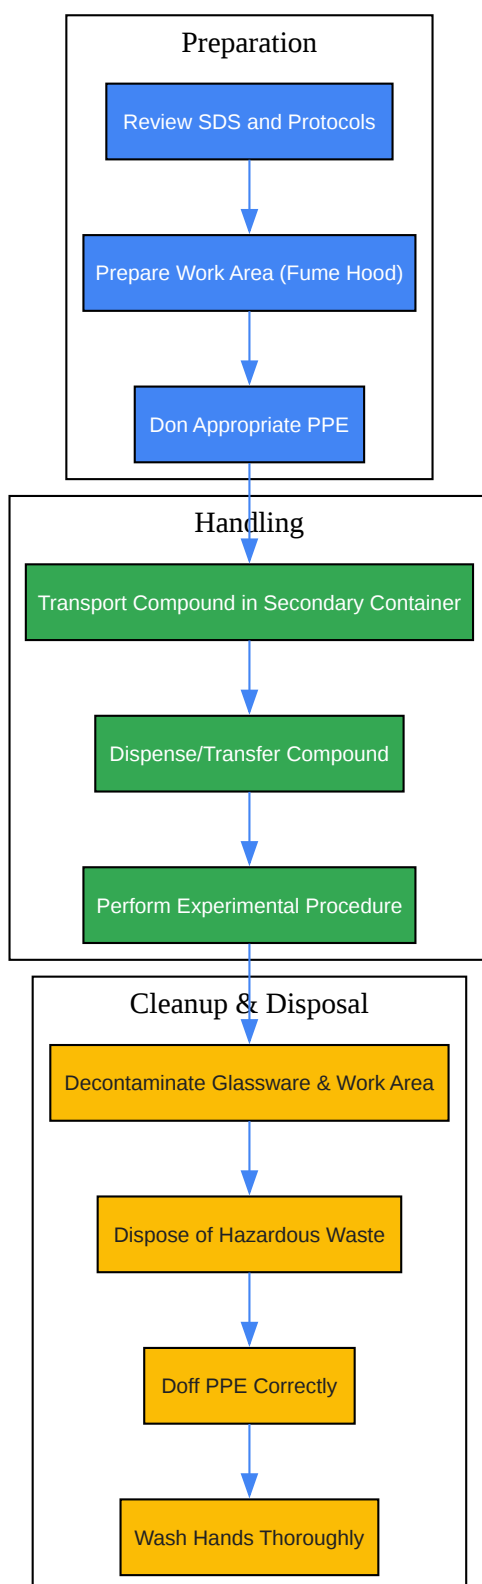 Preparation
Review SDS and Protocols
Prepare Work Area (Fume Hood)
Don Appropriate PPE
Handling
Transport Compound in Secondary Container
Dispense/Transfer Compound
Perform Experimental Procedure
Cleanup & Disposal
Decontaminate Glassware & Work Area
Dispose of Hazardous Waste
Doff PPE Correctly
Wash Hands Thoroughly